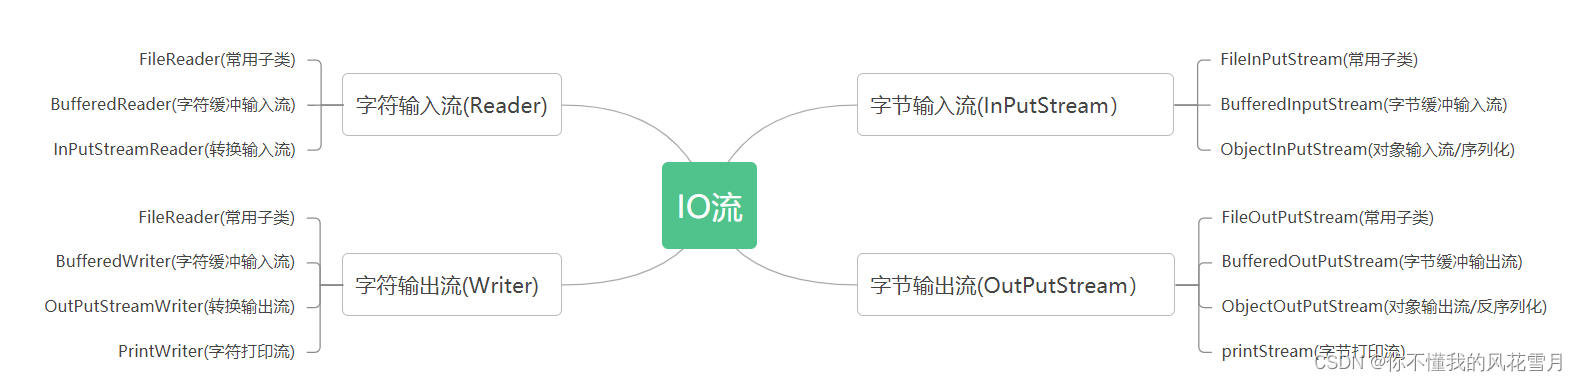 IO流
字符输入流(Reader)
FileReader(常用子类)
BufferedReader(字符缓冲输入流)
InPutStreamReader(转换输入流)
字符输出流(Writer)
FileReader(常用子类)
BufferedWriter(字符缓冲输入流)
OutPutStreamWriter(转换输出流)
PrintWriter(字符打印流)
字节输入流(InPutStream）
FileInPutStream(常用子类)
BufferedInputStream(字节缓冲输入流)
ObjectInPutStream(对象输入流/序列化)
字节输出流(OutPutStream）
FileOutPutStream(常用子类)
BufferedOutPutStream(字节缓冲输出流)
ObjectOutPutStream(对象输出流/反序列化)
printStream(字节打印流)
CSDN @你不懂我的风花雪月